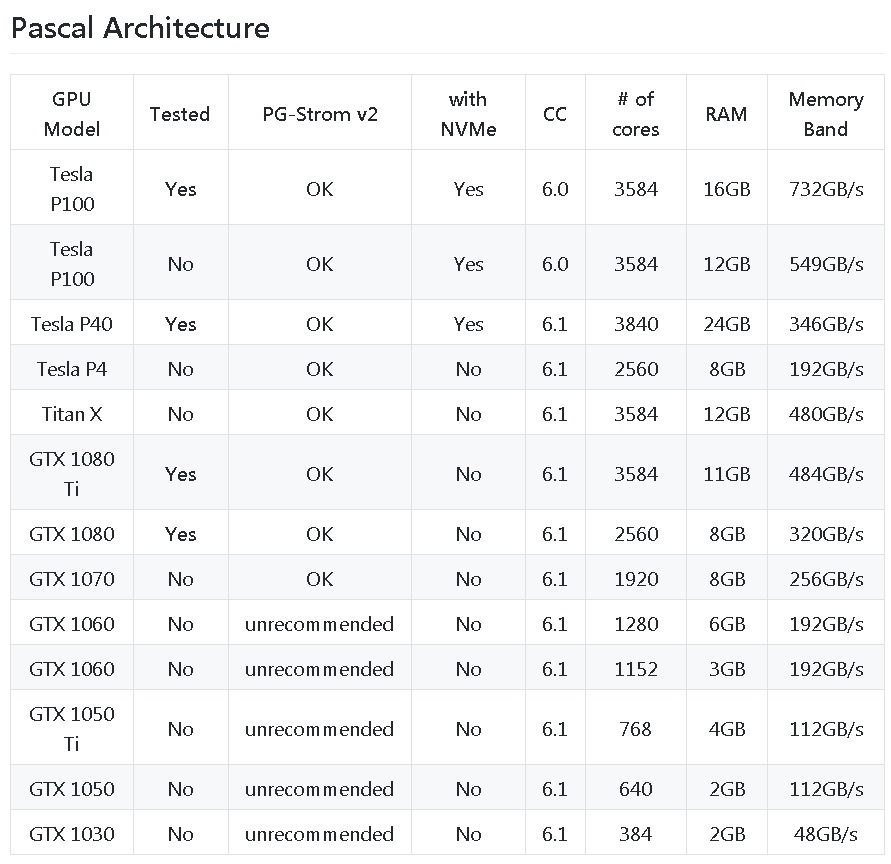 Pascal Architecture
GPU Model Tested PG-Strom v2 with NVMe CC # of cores RAM Memory Band
Tesla P100 Yes OK Yes 6.0 3584 16GB 732GB/s
Tesla P100 No OK Yes 6.0 3584 12GB 549GB/s
Tesla P40 Yes OK Yes 6.1 3840 24GB 346GB/s
Tesla P4 No OK No 6.1 2560 8GB 192GB/s
Titan X No OK No 6.1 3584 12GB 480GB/s
GTX 1080 Ti Yes OK No 6.1 3584 11GB 484GB/s
GTX 1080 Yes OK No 6.1 2560 8GB 320GB/s
GTX 1070 No OK No 6.1 1920 8GB 256GB/s
GTX 1060 No unrecommended No 6.1 1280 6GB 192GB/s
GTX 1060 No unrecommended No 6.1 1152 3GB 192GB/s
GTX 1050 Ti No unrecommended No 6.1 768 4GB 112GB/s
GTX 1050 No unrecommended No 6.1 640 2GB 112GB/s
GTX 1030 No unrecommended No 6.1 384 2GB 48GB/s